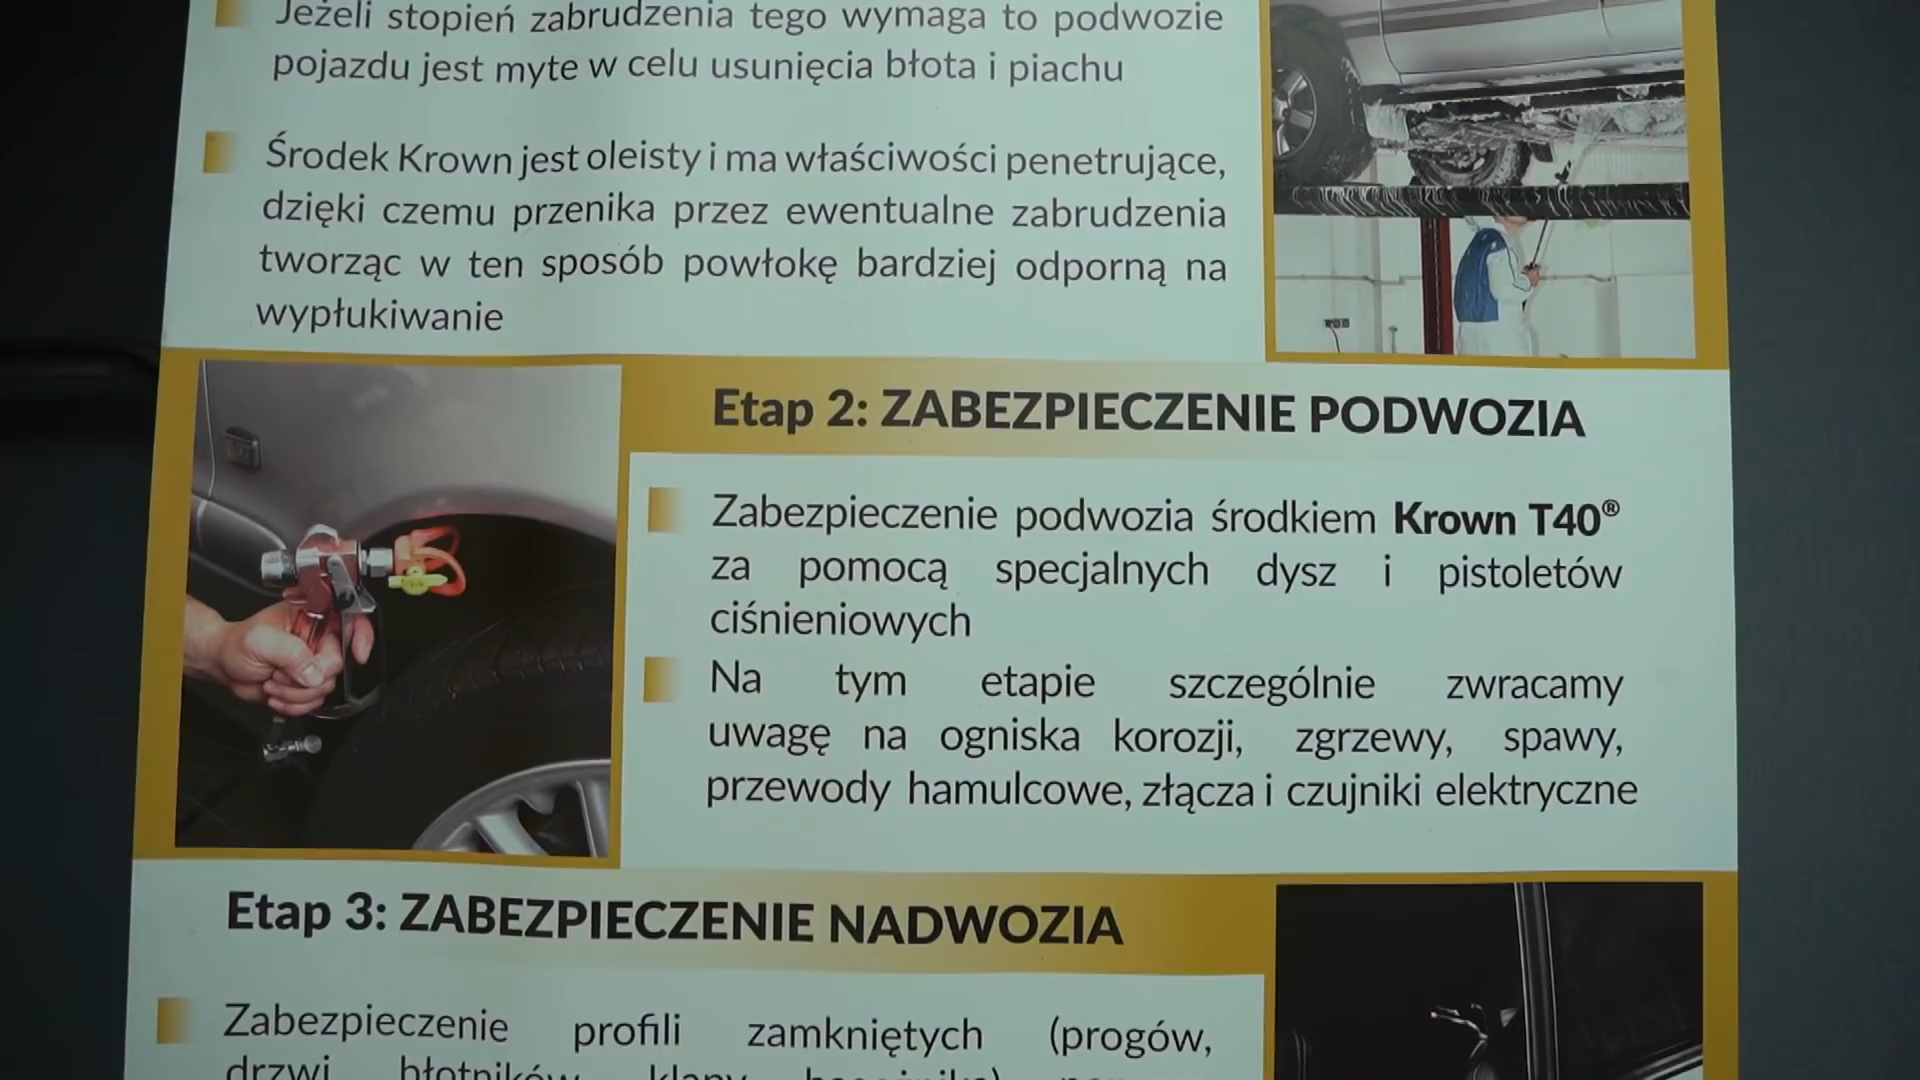 Jeżeli stopień zabrudzenia tego wymaga to podwozie
pojazdu jest myte w celu usunięcia błota i piachu
Środek Krown jest oleisty i ma właściwości penetrujące,
dzięki czemu przenika przez ewentualne zabrudzenia
tworząc w ten sposób powłokę bardziej odporną na
wypłukiwanie
Etap 2: ZABEZPIECZENIE PODWOZIA
Zabezpieczenie podwozia środkiem Krown T40®
za pomocą specjalnych dysz i pistoletów
ciśnieniowych
Na tym etapie szczególnie zwracamy
uwagę na ogniska korozji, zgrzewy, spawy,
przewody hamulcowe, złącza i czujniki elektryczne
Etap 3: ZABEZPIECZENIE NADWOZIA
Zabezpieczenie profili zamkniętych (progów,
drzwi błotników klapy